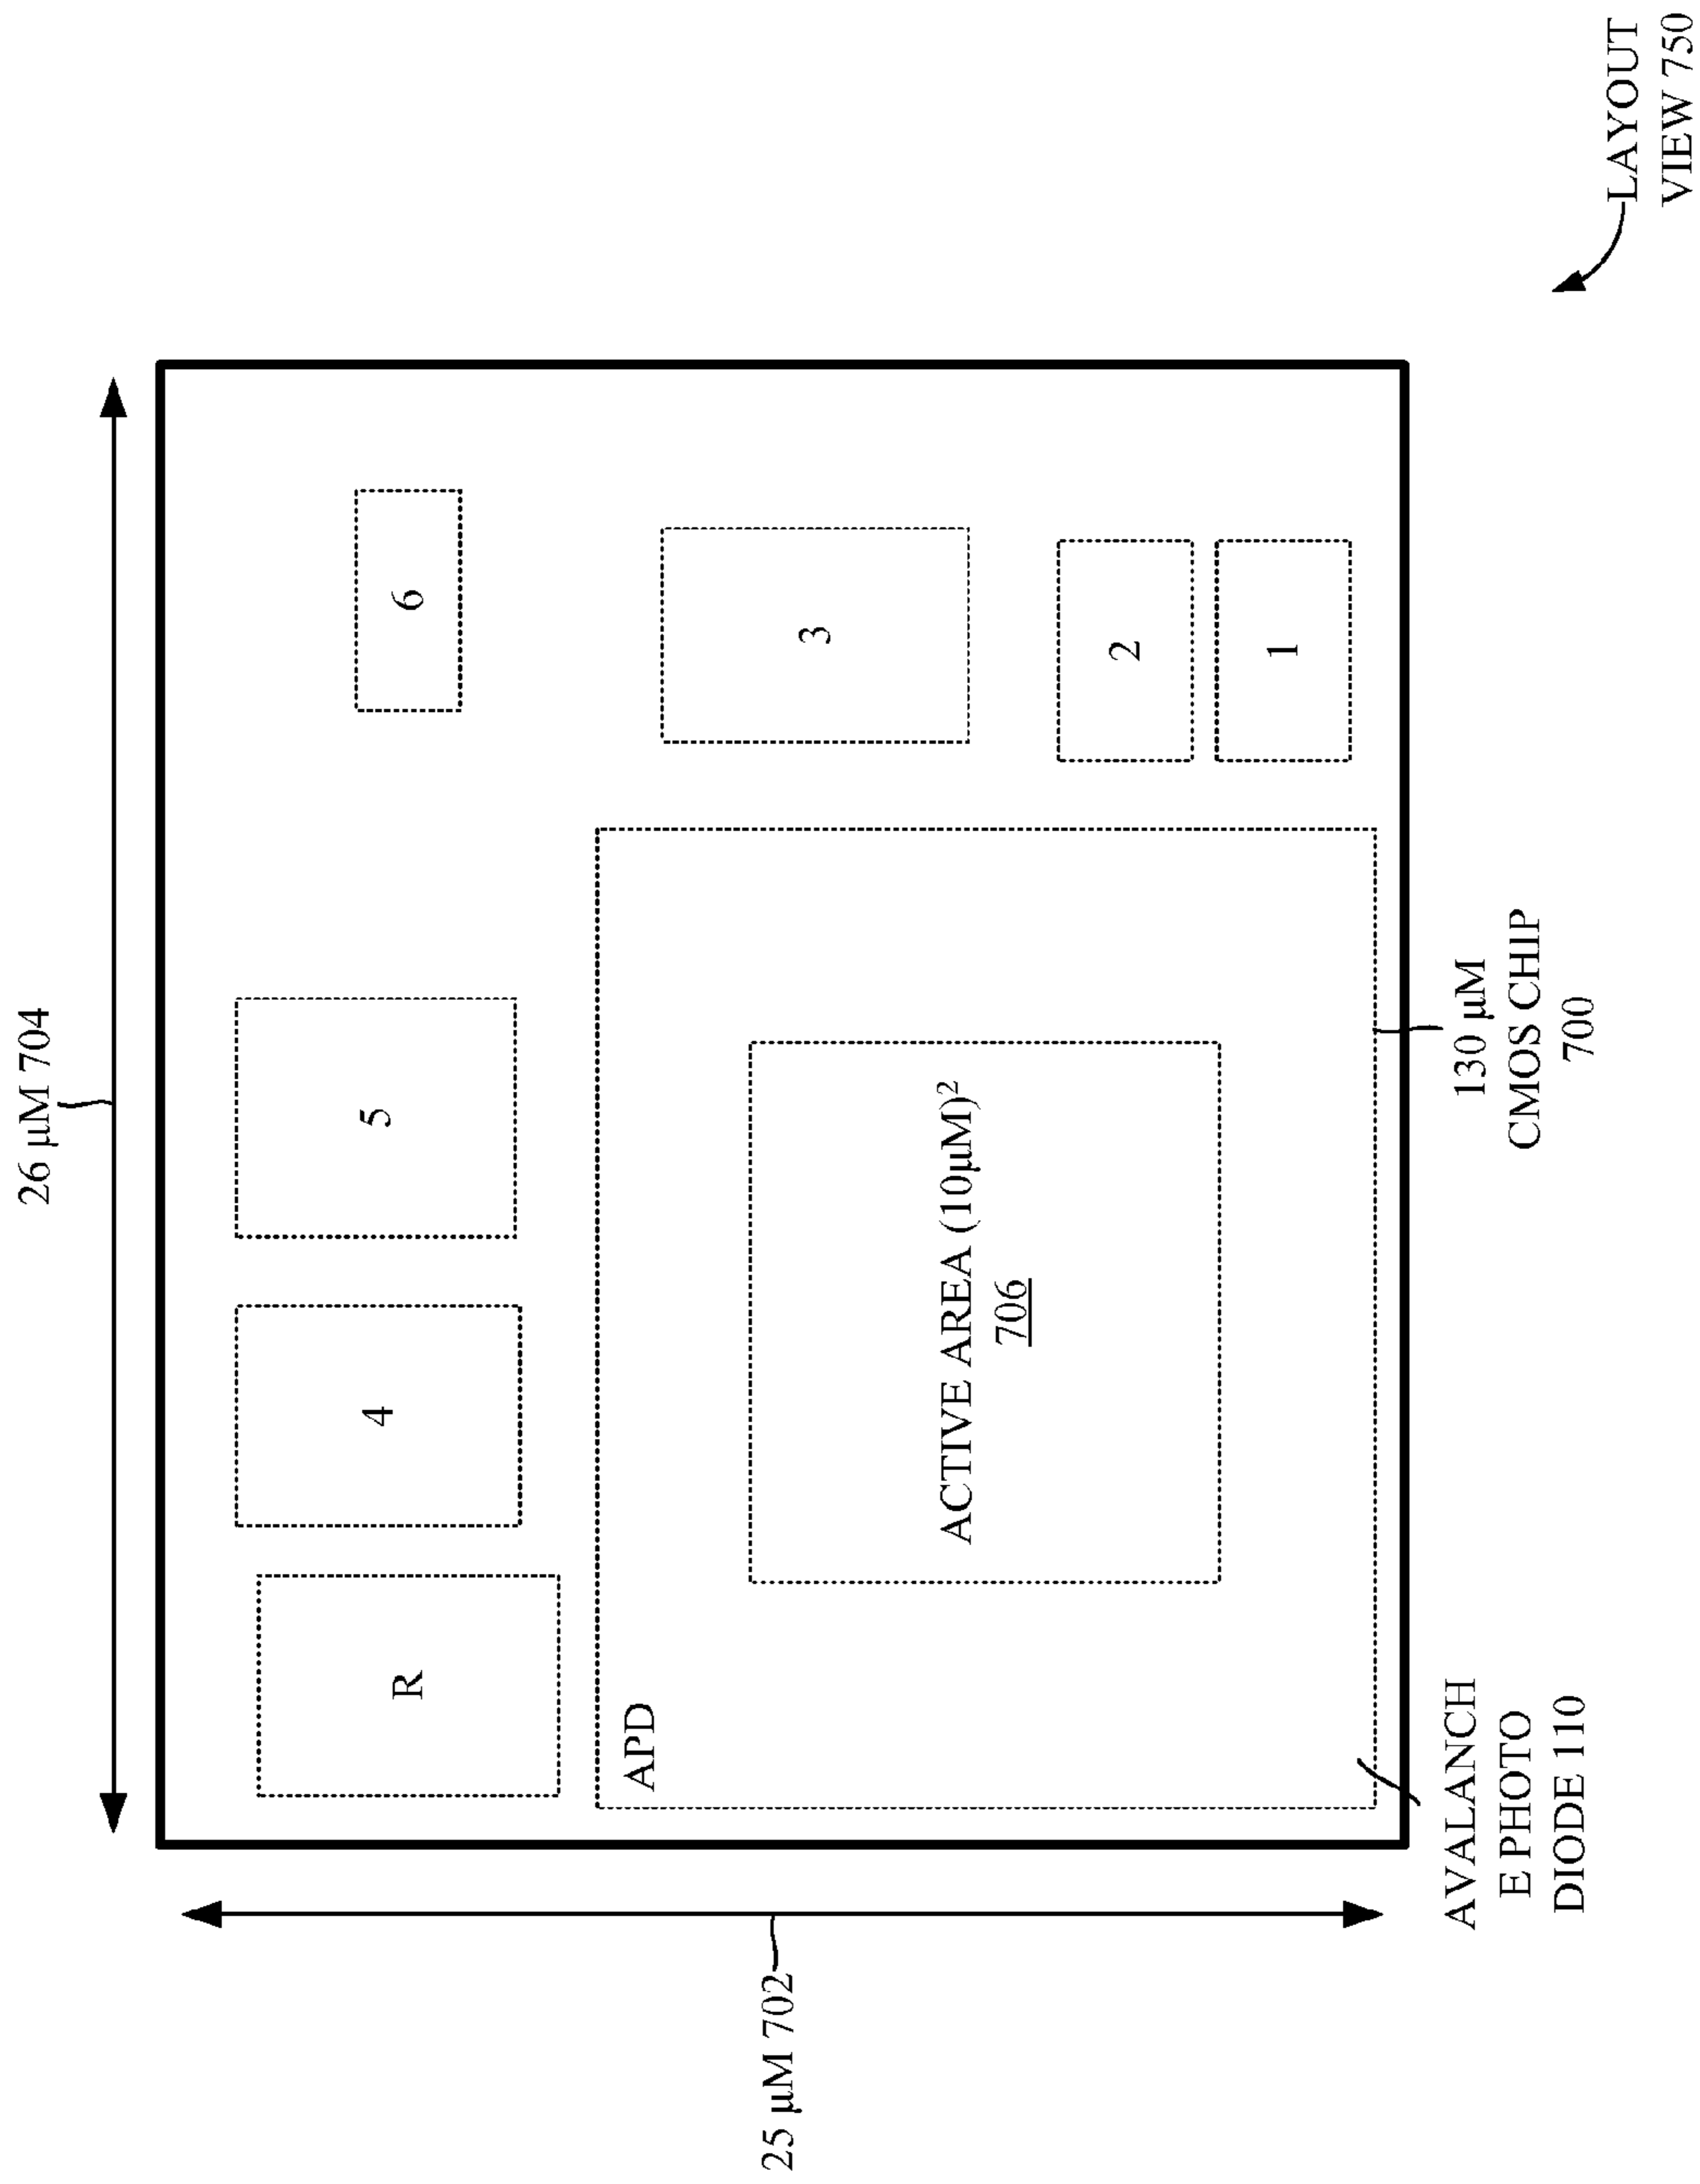 26 µM 704
25 µM 702
R
4
5
6
APD
ACTIVE AREA (10µM)²
706
3
2
1
AVALANCH
E PHOTO
DIODE 110
130 µM
CMOS CHIP
700
LAYOUT
VIEW 750